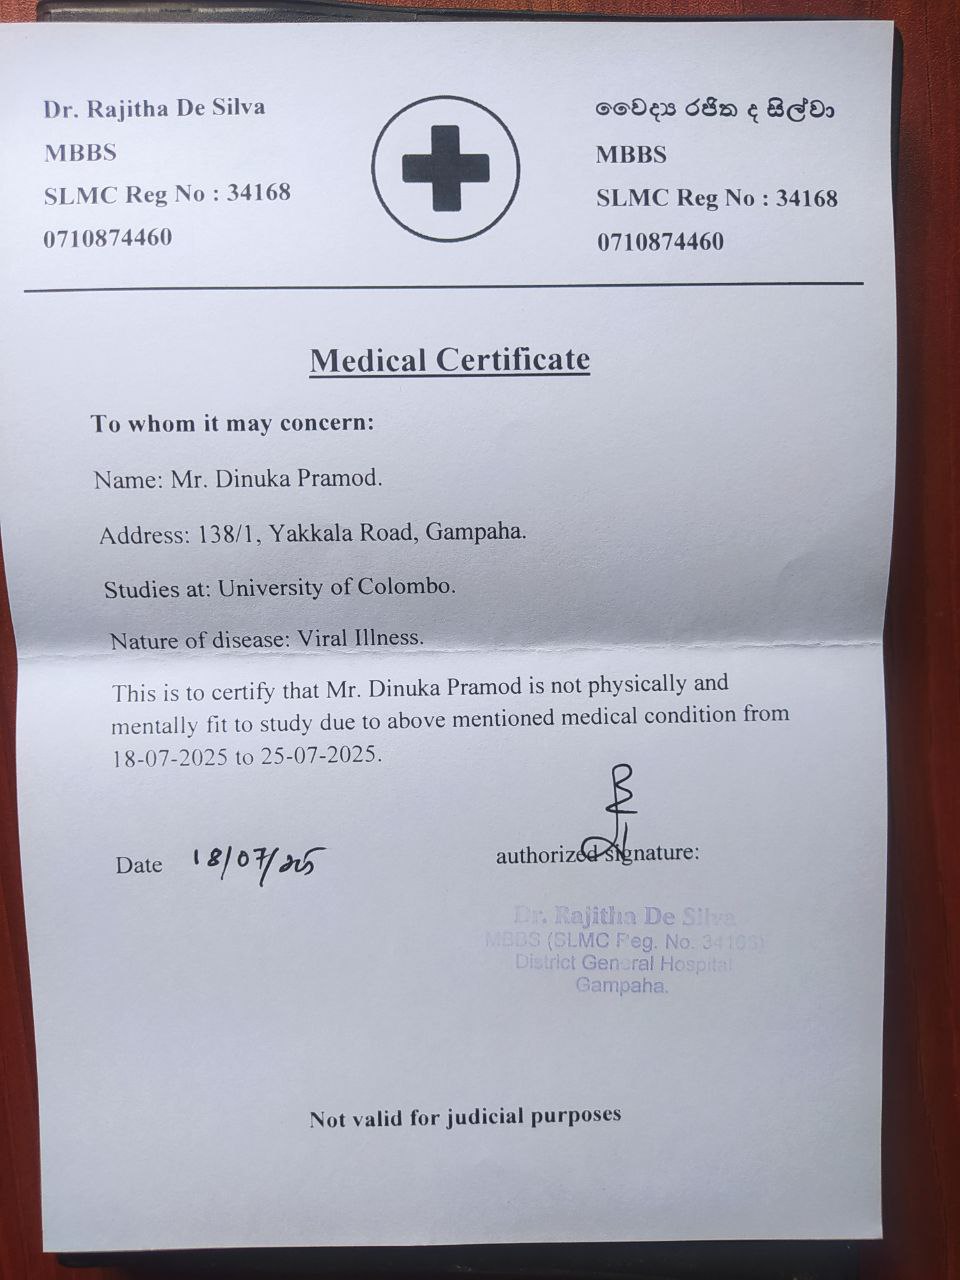 Dr. Rajitha De Silva
MBBS
SLMC Reg No : 34168
0710874460
වෛද්‍ය රජිත ද සිල්වා
MBBS
SLMC Reg No : 34168
0710874460
Medical Certificate
To whom it may concern:
Name: Mr. Dinuka Pramod.
Address: 138/1, Yakkala Road, Gampaha.
Studies at: University of Colombo.
Nature of disease: Viral Illness.
This is to certify that Mr. Dinuka Pramod is not physically and
mentally fit to study due to above mentioned medical condition from
18-07-2025 to 25-07-2025.
Date 18/07/25
authorized signature:
Dr. Rajitha De Silva
MBBS (SLMC Reg. No.
District General Hospital
Gampaha.
Not valid for judicial purposes